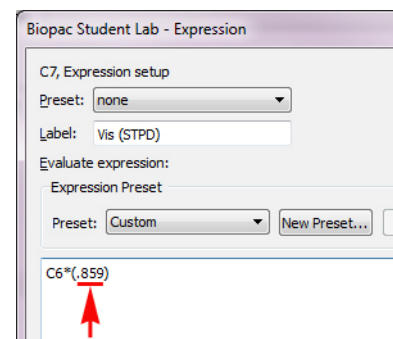 Biopac Student Lab - Expression
C7, Expression setup
Preset: none
Label: Vis (STPD)
Evaluate expression:
Expression Preset
Preset: Custom New Preset...
C6*(.859)